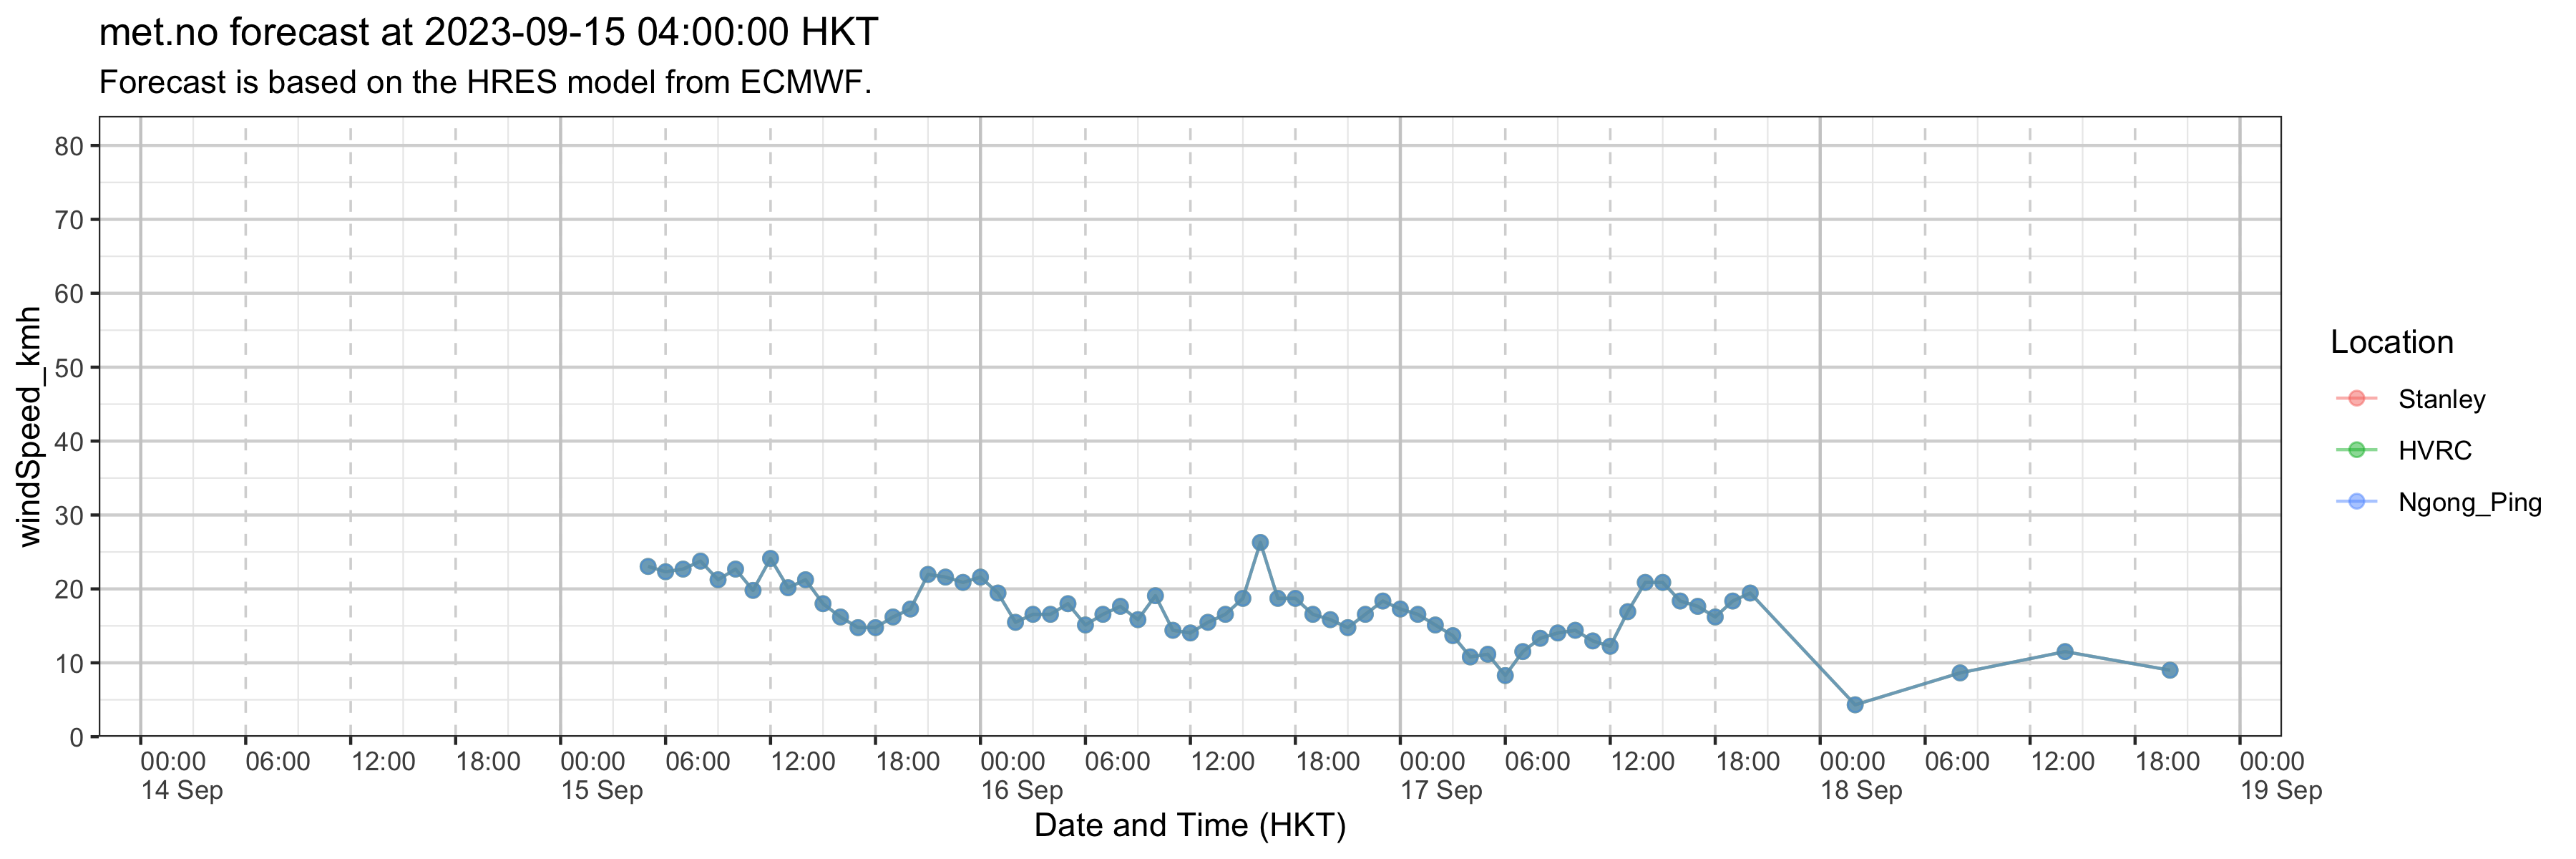 met.no forecast at 2023-09-15 04:00:00 HKT
Forecast is based on the HRES model from ECMWF.
windSpeed_kmh
80
70
60
50
40
30
20
10
0
00:00 06:00 12:00 18:00 00:00 06:00 12:00 18:00 00:00 06:00 12:00 18:00 00:00 06:00 12:00 18:00 00:00 06:00 12:00 18:00 00:00
14 Sep 15 Sep 16 Sep 17 Sep 18 Sep 19 Sep
Date and Time (HKT)
Location
Stanley
HVRC
Ngong_Ping